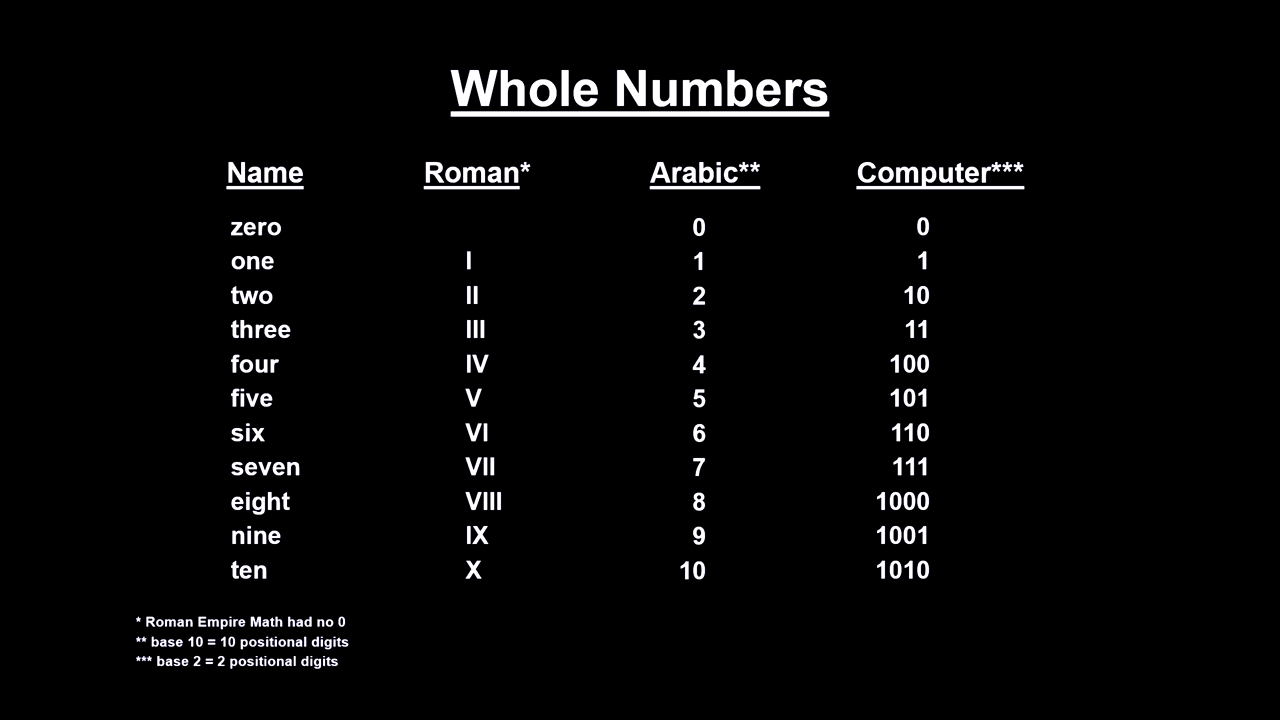 Whole Numbers
Name Roman* Arabic** Computer***
zero 0 0
one I 1 1
two II 2 10
three III 3 11
four IV 4 100
five V 5 101
six VI 6 110
seven VII 7 111
eight VIII 8 1000
nine IX 9 1001
ten X 10 1010
* Roman Empire Math had no 0
** base 10 = 10 positional digits
*** base 2 = 2 positional digits